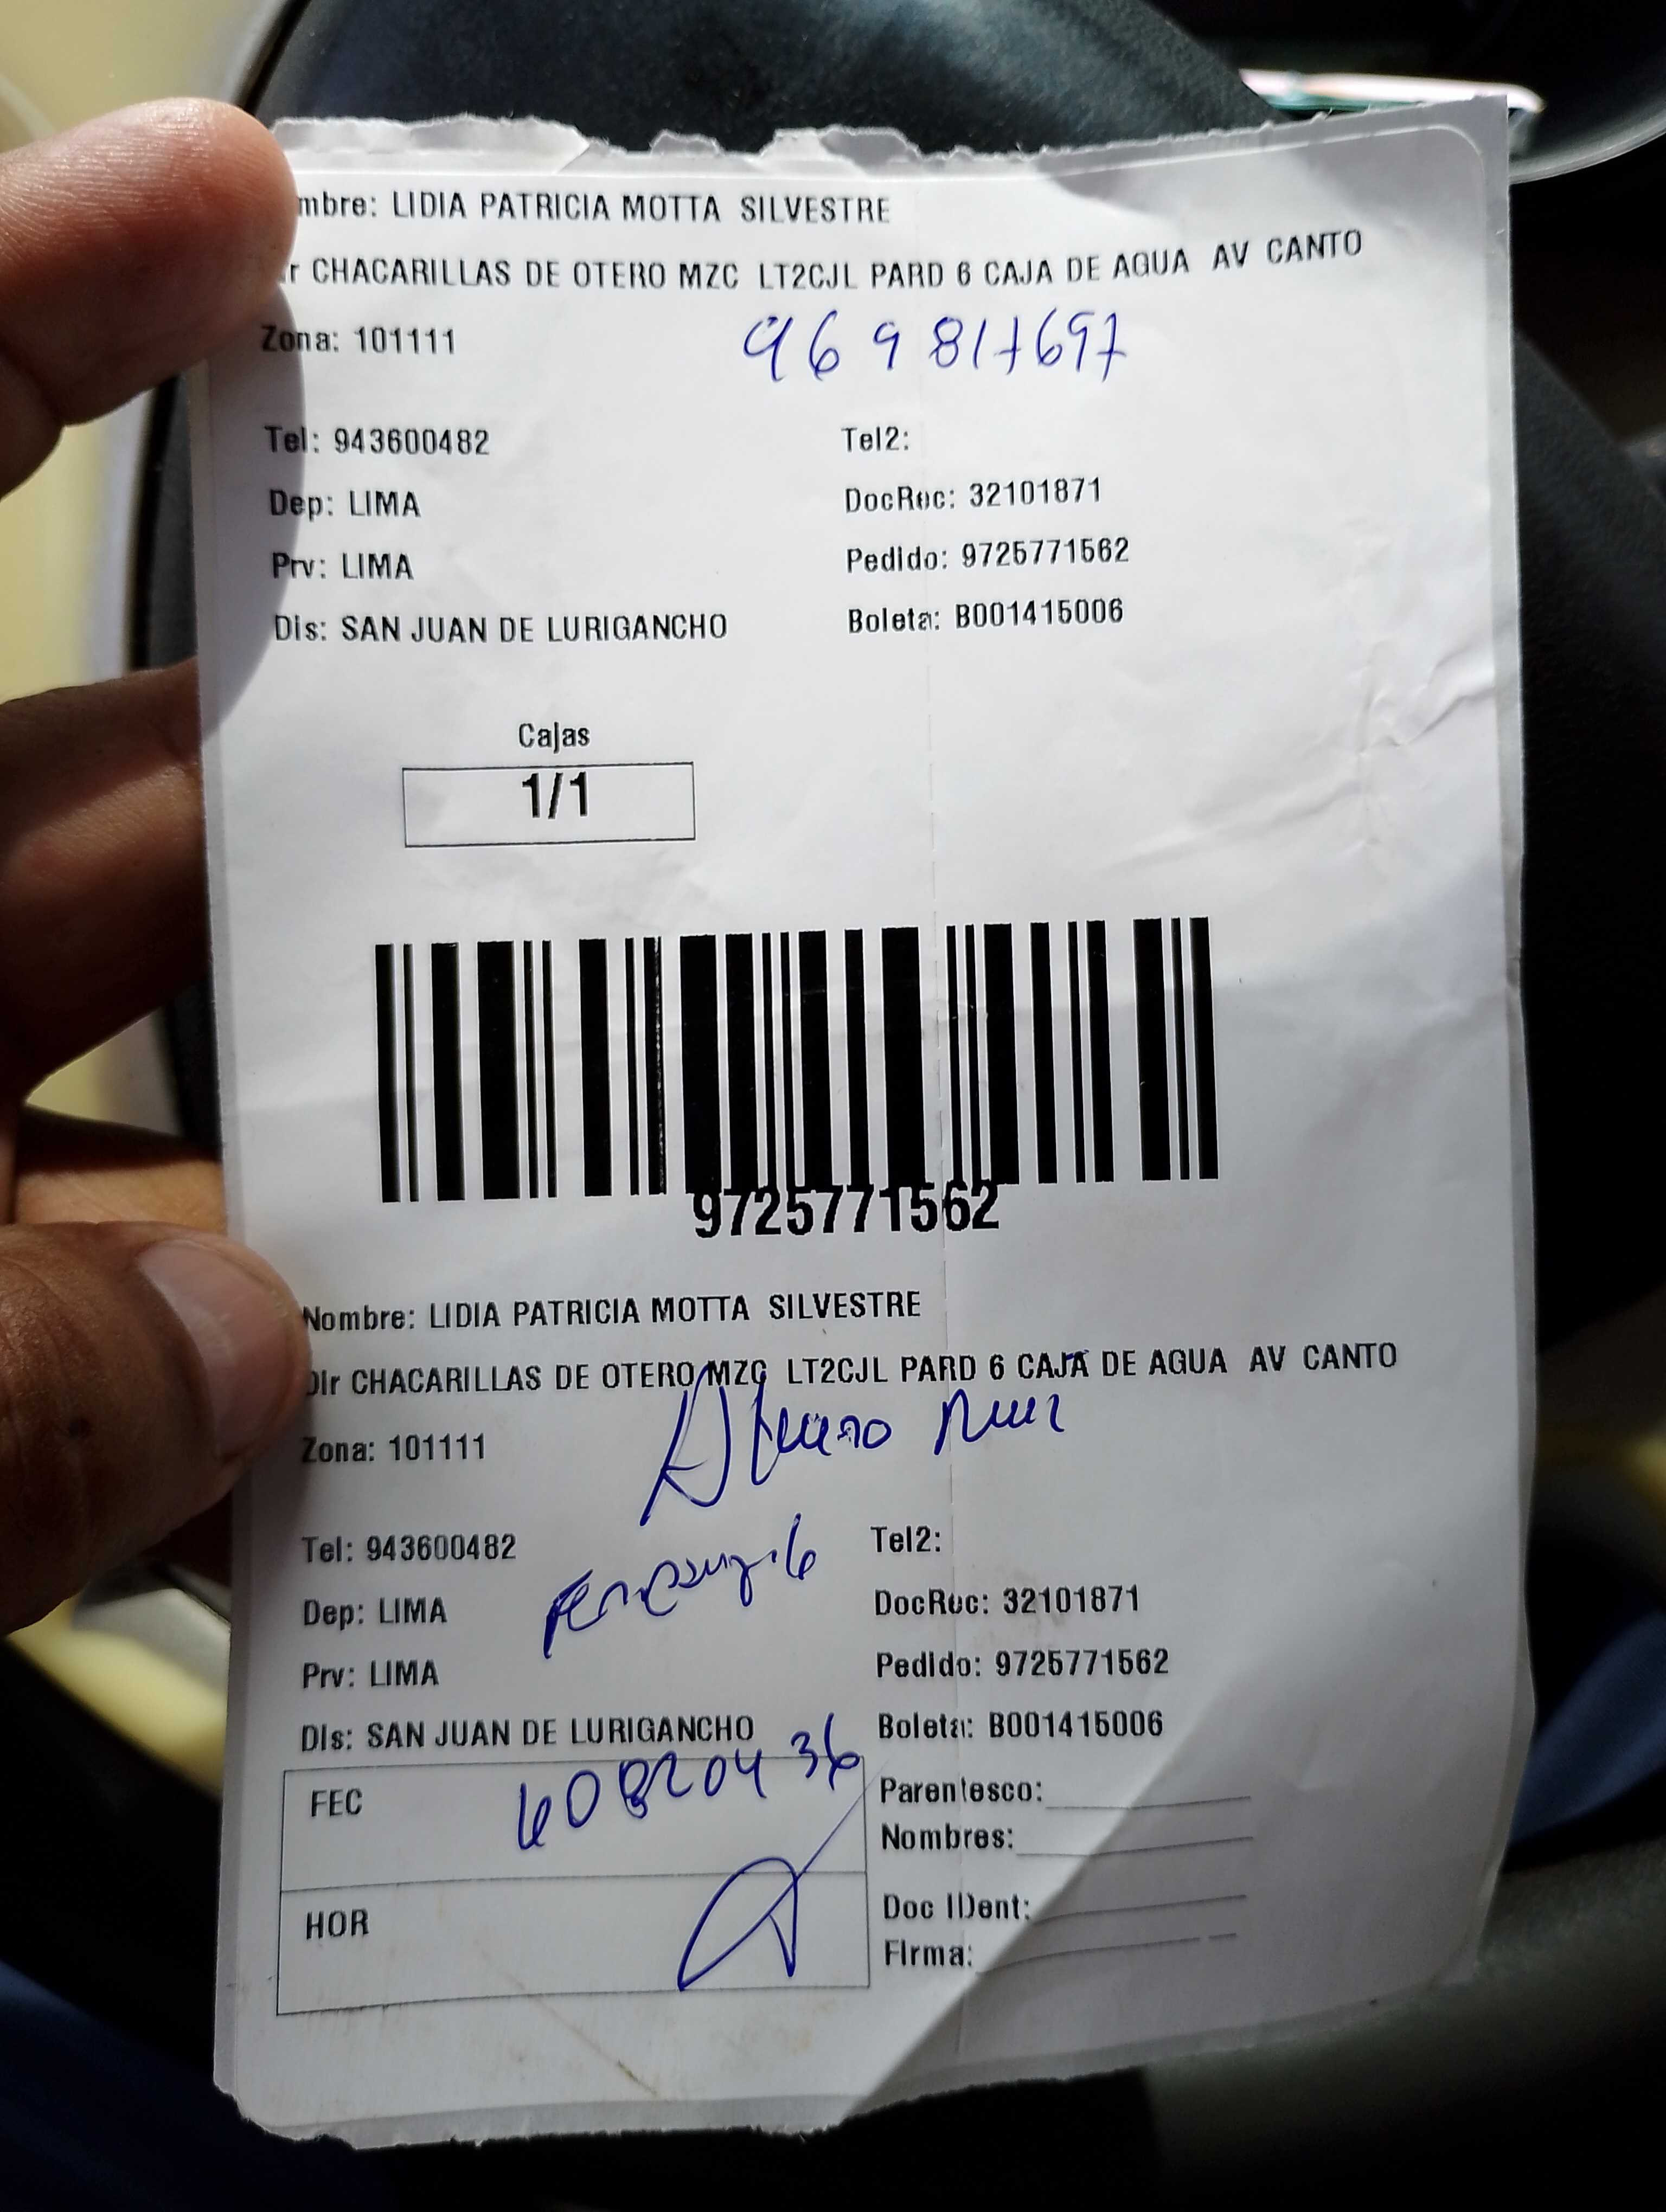 mbre: LIDIA PATRICIA MOTTA SILVESTRE
r CHACARILLAS DE OTERO MZC LT2CJL PARD 6 CAJA DE AGUA AV CANTO
Zona: 101111
969817697
Tel: 943600482 Tel2:
Dep: LIMA DocRec: 32101871
Prv: LIMA Pedido: 9725771562
Dis: SAN JUAN DE LURIGANCHO Boleta: B001415006
Cajas
1/1
9725771562
Nombre: LIDIA PATRICIA MOTTA SILVESTRE
Dir CHACARILLAS DE OTERO MZC LT2CJL PARD 6 CAJA DE AGUA AV CANTO
Zona: 101111
Tel: 943600482 Tel2:
Dep: LIMA DocRec: 32101871
Prv: LIMA Pedido: 9725771562
Dis: SAN JUAN DE LURIGANCHO Boleta: B001415006
FEC
HOR
Parentesco:
Nombres:
Doc IDent:
Firma: